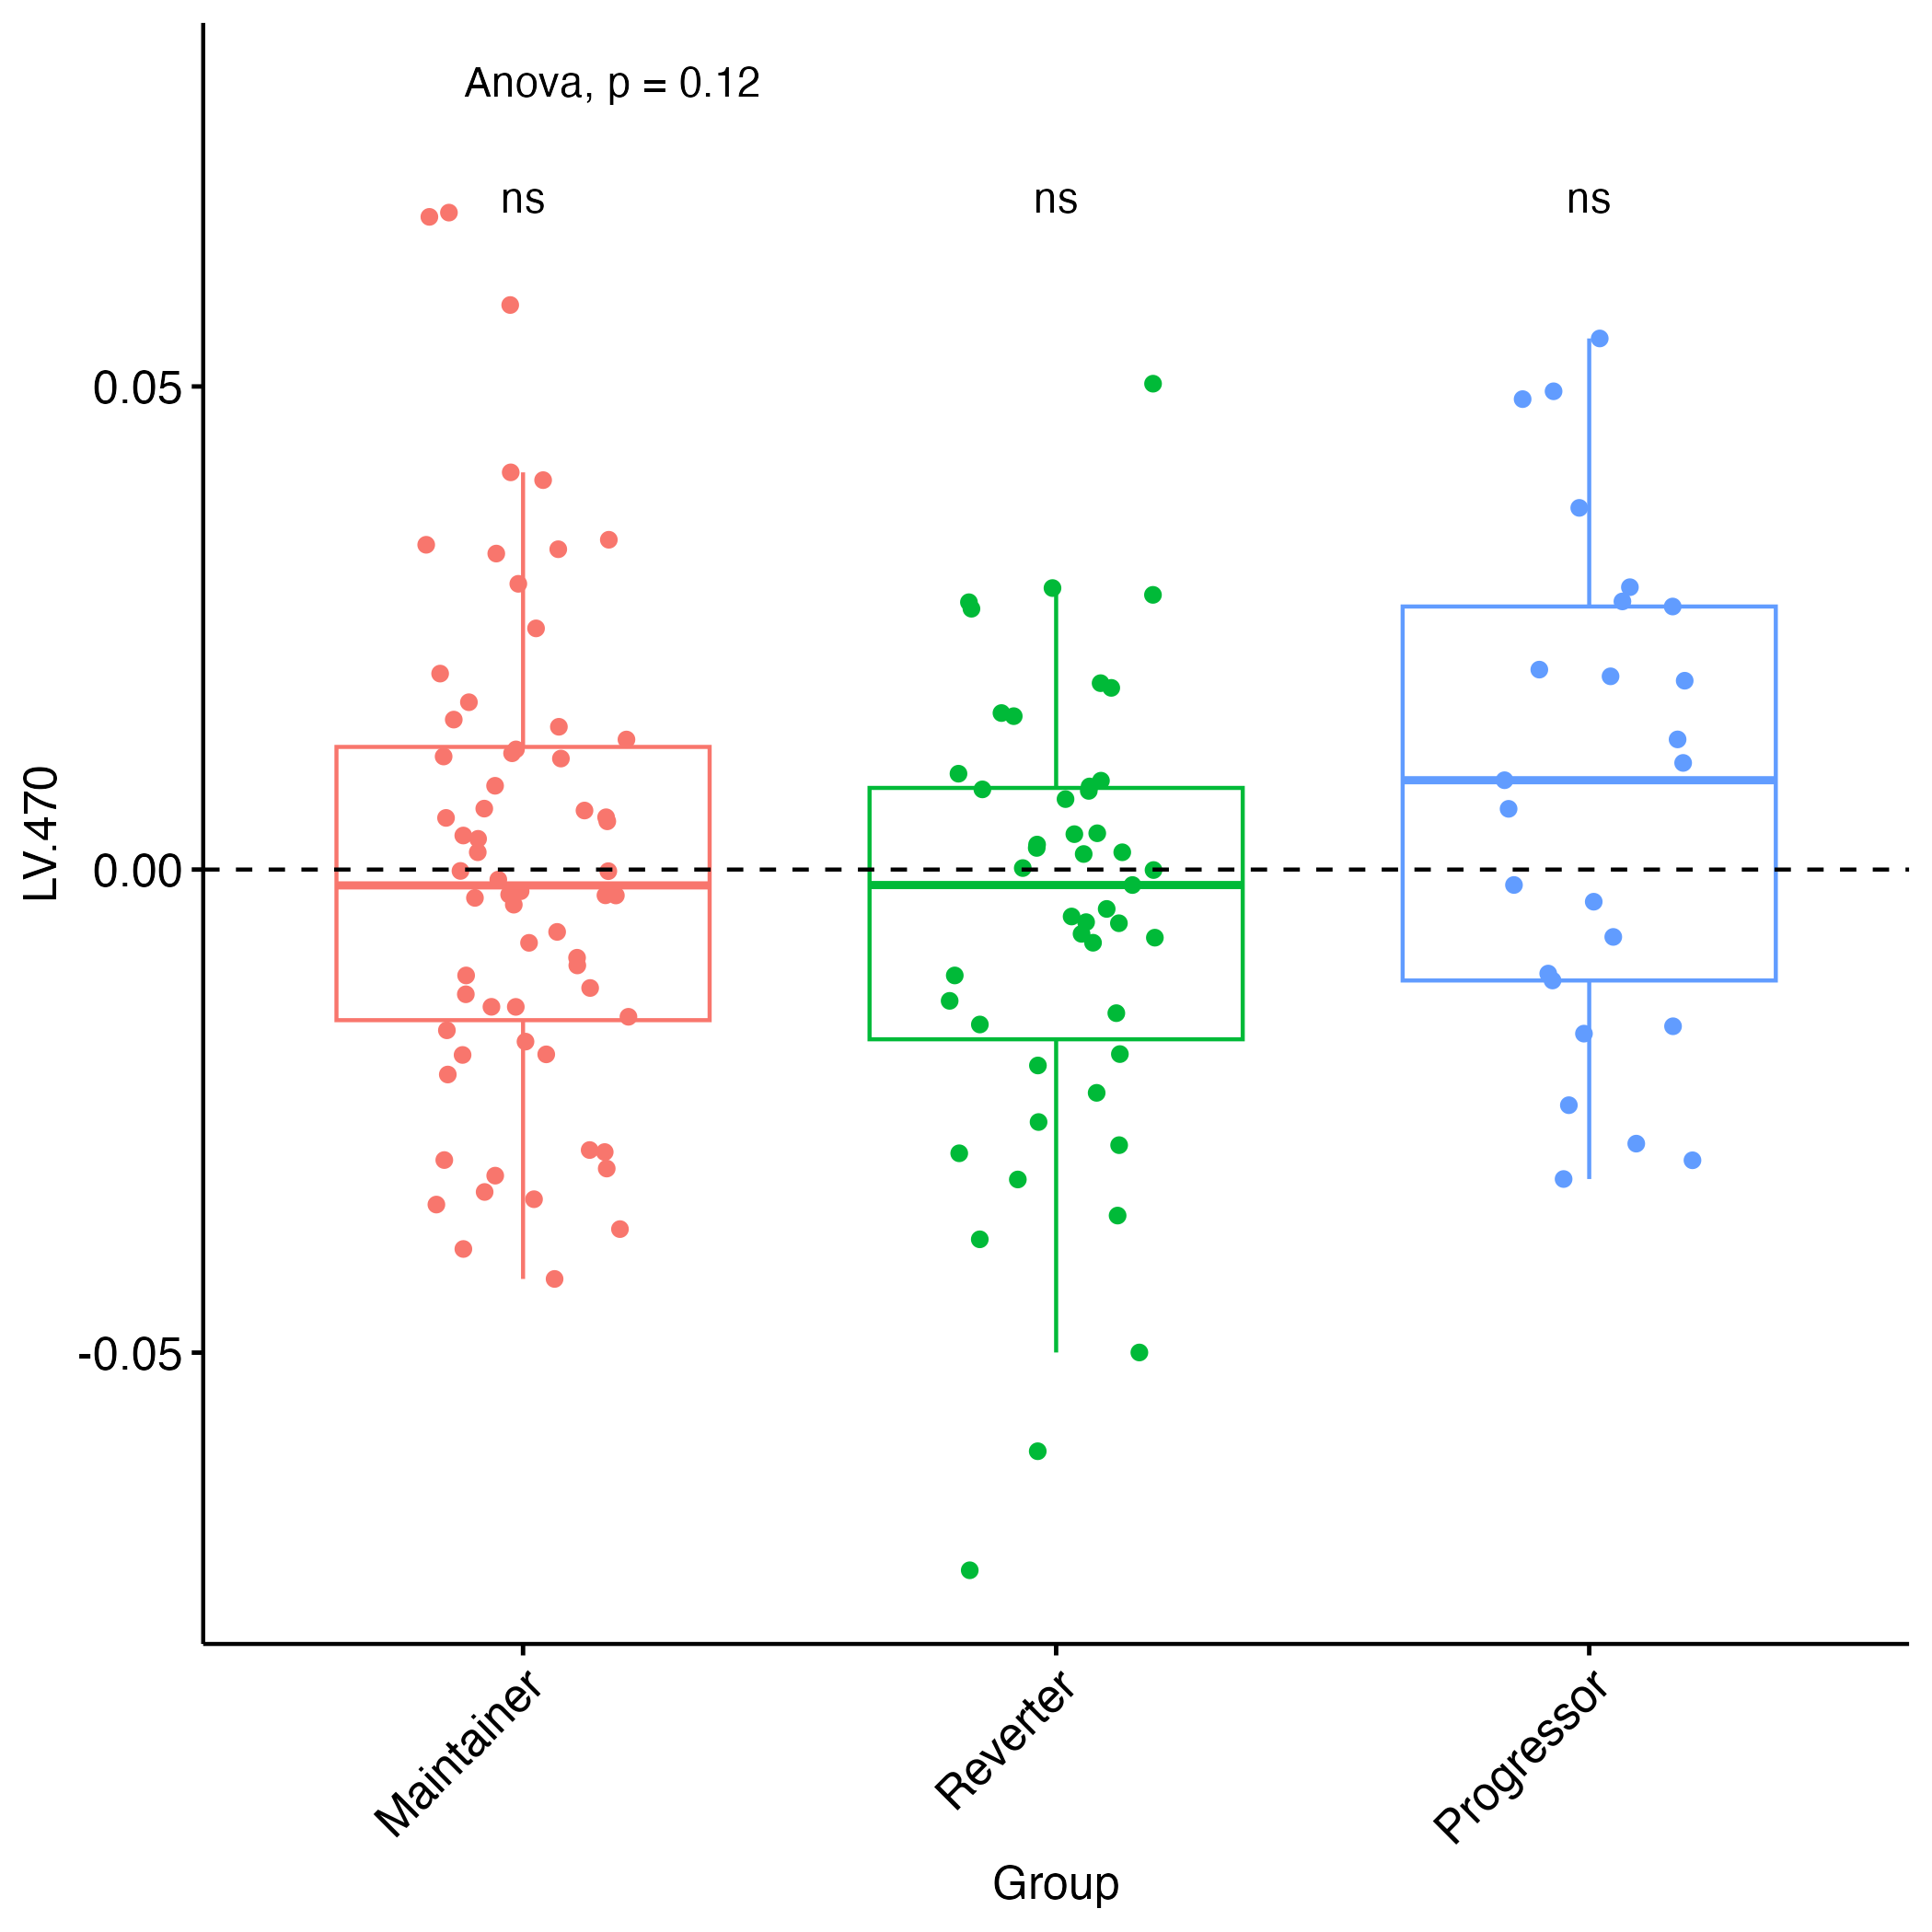 Anova, p = 0.12
ns ns ns
0.05
0.00
-0.05
LV.470
Maintainer Reverter Progressor
Group